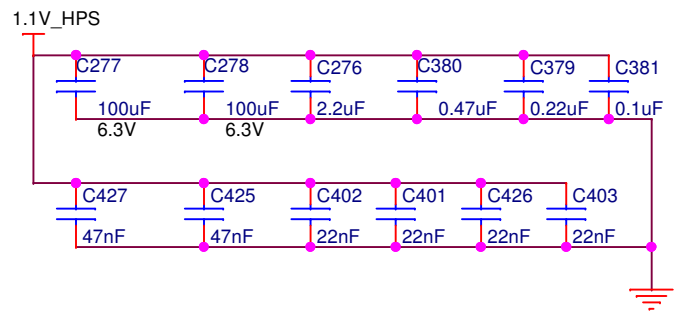 1.1V_HPS
C277 C278 C276 C380 C379 C381
100uF 100uF 2.2uF 0.47uF 0.22uF 0.1uF
6.3V 6.3V
C427 C425 C402 C401 C426 C403
47nF 47nF 22nF 22nF 22nF 22nF